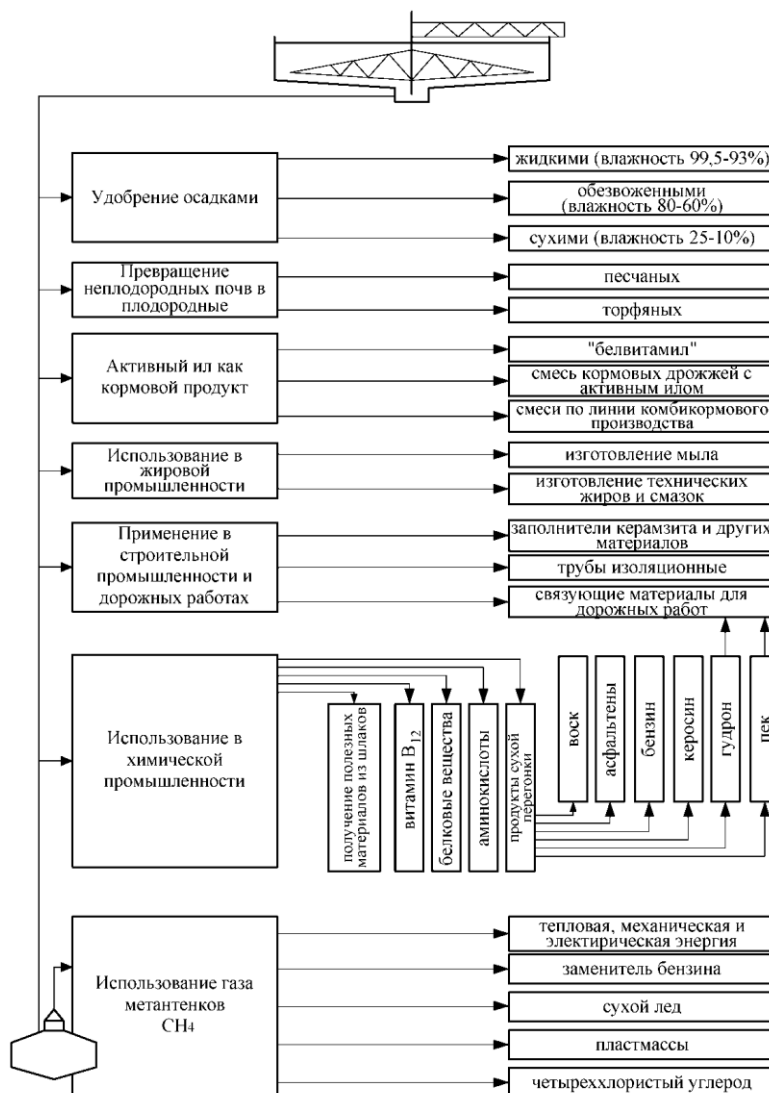 Удобрение осадками
жидкими (влажность 99,5-93%)
обезвоженными
(влажность 80-60%)
сухими (влажность 25-10%)
Превращение
неплодородных почв в
плодородные
песчаных
торфяных
Активный ил как
кормовой продукт
"белвитамил"
смесь кормовых дрожжей с
активным илом
смеси по линии комбикормового
производства
Использование в
жировой
промышленности
изготовление мыла
изготовление технических
жиров и смазок
Применение в
строительной
промышленности и
дорожных работах
заполнители керамзита и других
материалов
трубы изоляционные
связующие материалы для
дорожных работ
Использование в
химической
промышленности
получение полезных
материалов из шлаков
витамин В12
белковые вещества
аминокислоты
продукты сухой
перегонки
воск
асфальтены
бензин
керосин
гудрон
пек
Использование газа
метантенков
CH4
тепловая, механическая и
электирическая энергия
заменитель бензина
сухой лед
пластмассы
четыреххлористый углерод